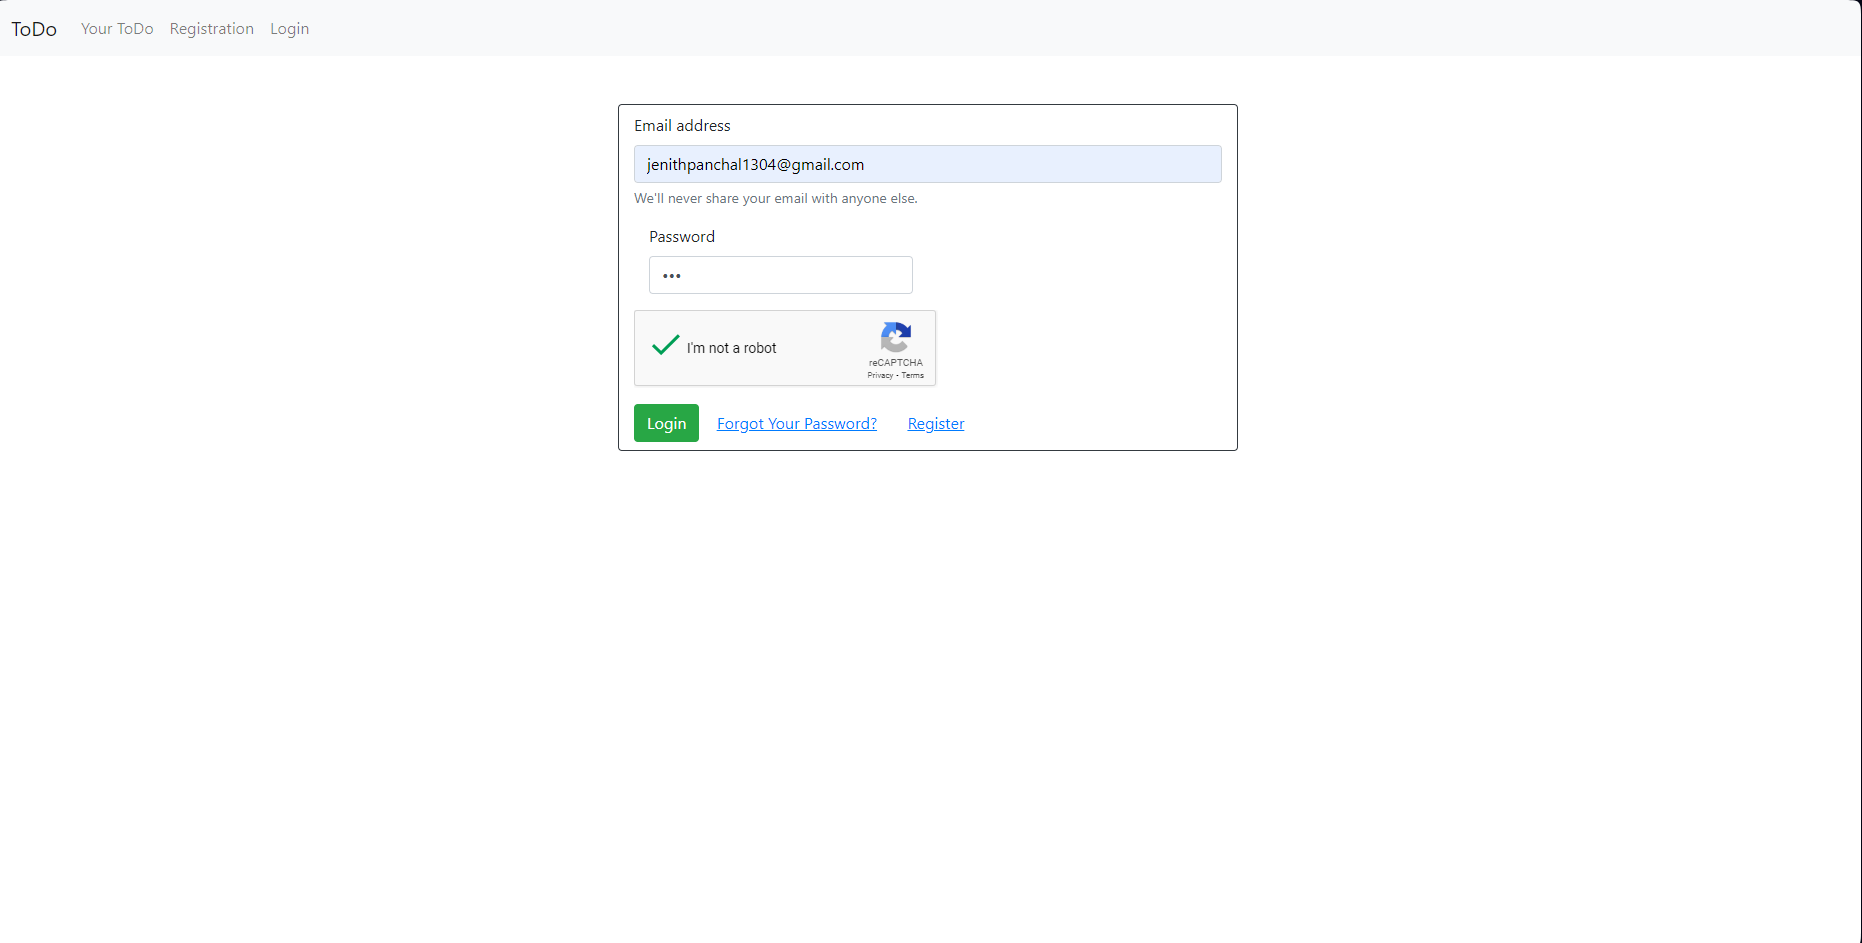 ToDo Your ToDo Registration Login
Email address
jenithpanchal1304@gmail.com
We'll never share your email with anyone else.
Password
•••
I'm not a robot
reCAPTCHA
Privacy - Terms
Login Forgot Your Password? Register